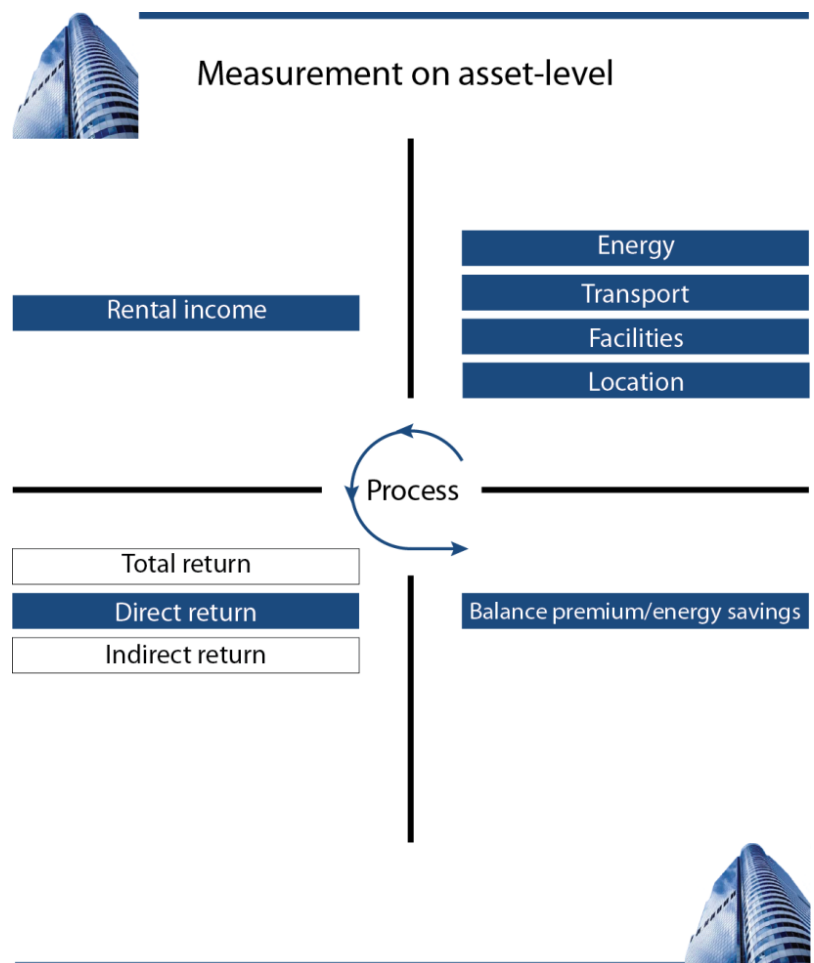 Measurement on asset-level
Rental income
Energy
Transport
Facilities
Location
Process
Total return
Direct return
Indirect return
Balance premium/energy savings